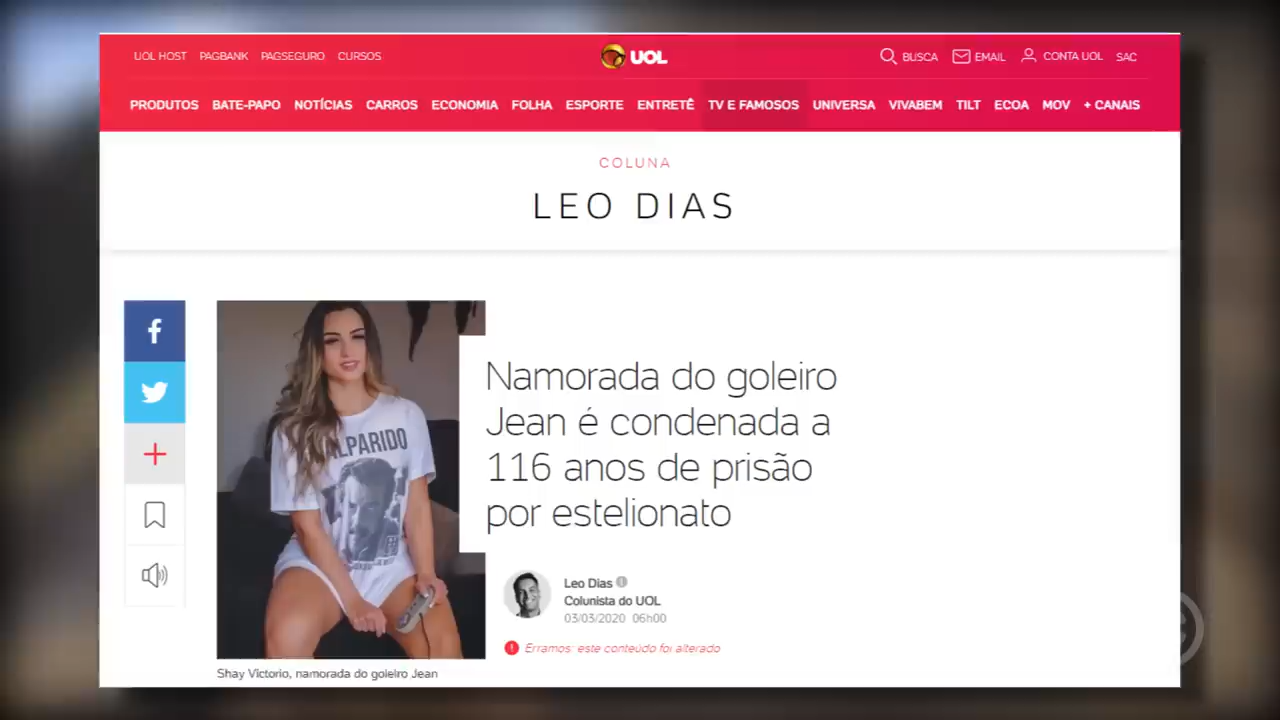 UOL HOST PAGBANK PAGSEGURO CURSOS UOL BUSCA EMAIL CONTA UOL SAC
PRODUTOS BATE-PAPO NOTÍCIAS CARROS ECONOMIA FOLHA ESPORTE ENTRETÊ TV E FAMOSOS UNIVERSA VIVABEM TILT ECOA MOV + CANAIS
COLUNA
LEO DIAS
Namorada do goleiro
Jean é condenada a
116 anos de prisão
por estelionato
Leo Dias
Colunista do UOL
03/03/2020 06h00
Erramos: este conteúdo foi alterado
Shay Victorio, namorada do goleiro Jean